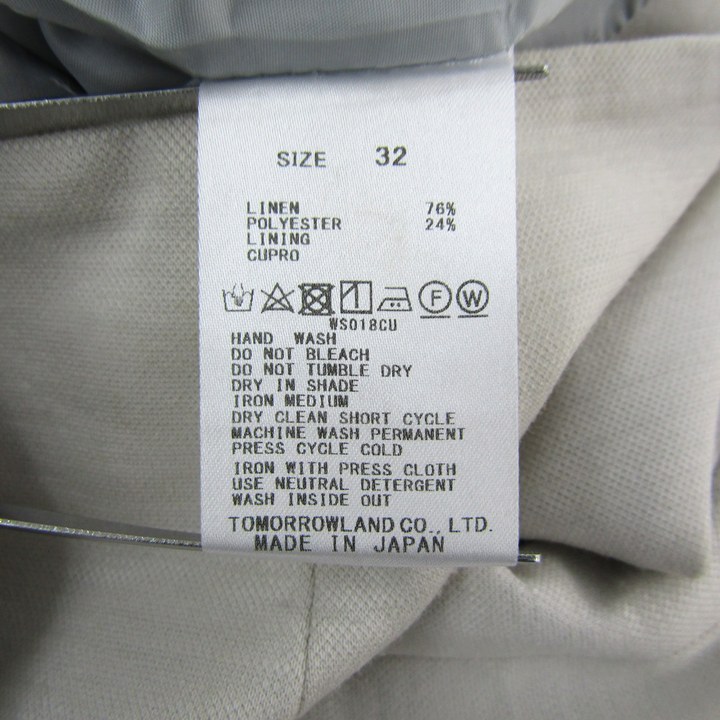 SIZE 32
LINEN 76%
POLYESTER 24%
LINING
CUPRO
F W
WS018CU
HAND WASH
DO NOT BLEACH
DO NOT TUMBLE DRY
DRY IN SHADE
IRON MEDIUM
DRY CLEAN SHORT CYCLE
MACHINE WASH PERMANENT
PRESS CYCLE COLD
IRON WITH PRESS CLOTH
USE NEUTRAL DETERGENT
WASH INSIDE OUT
TOMORROWLAND CO., LTD.
MADE IN JAPAN